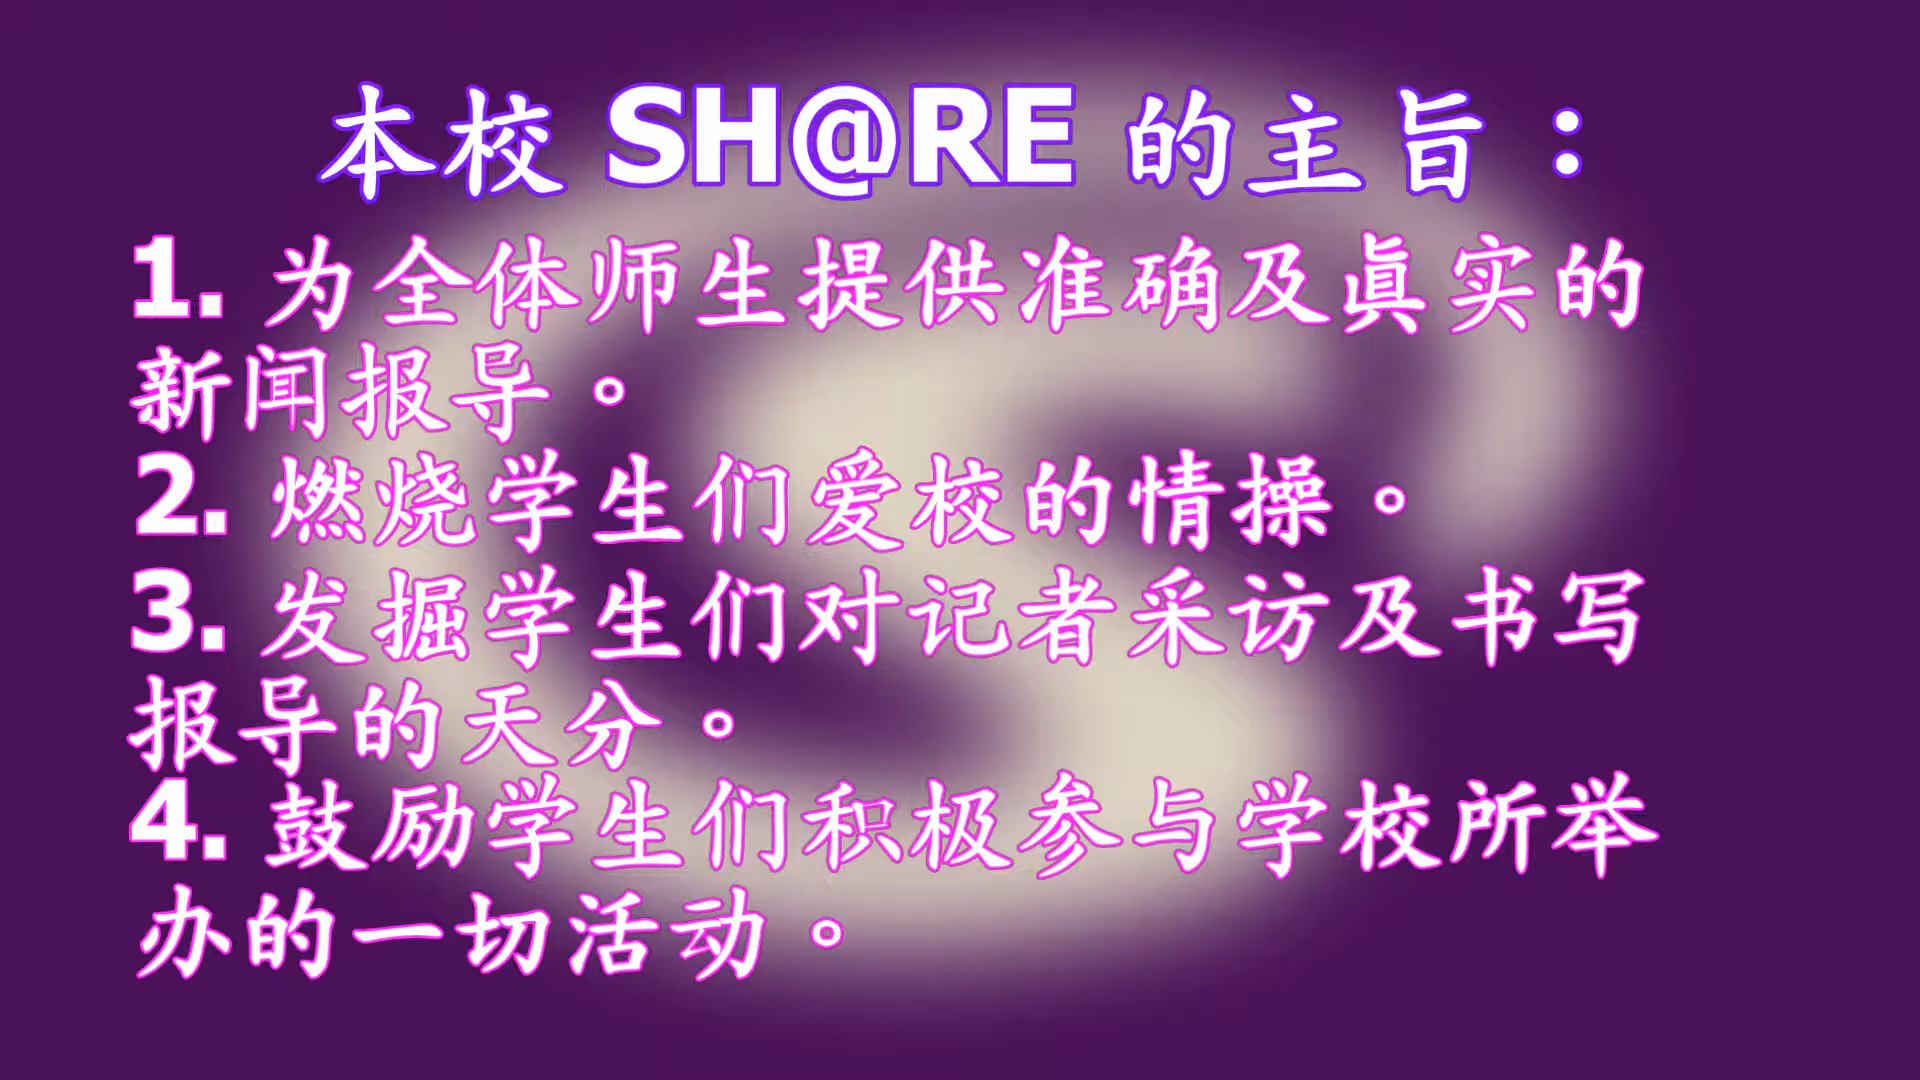 本校 SH@RE 的主旨：
1. 为全体师生提供准确及眞实的
新闻报导。
2. 燃烧学生们爱校的情操。
3. 发掘学生们对记者采访及书写
报导的天分。
4. 鼓励学生们积极参与学校所举
办的一切活动。